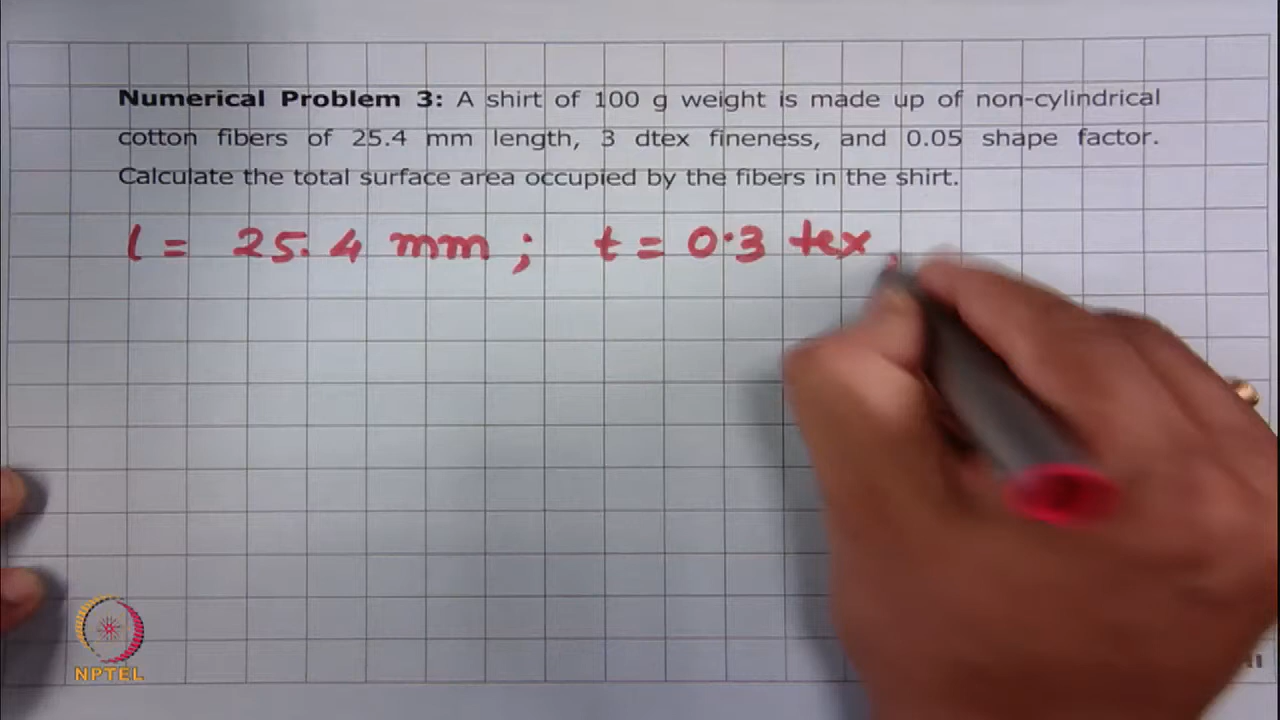 Numerical Problem 3: A shirt of 100 g weight is made up of non-cylindrical
cotton fibers of 25.4 mm length, 3 dtex fineness, and 0.05 shape factor.
Calculate the total surface area occupied by the fibers in the shirt.
l = 25.4 mm ; t = 0.3 tex
NPTEL